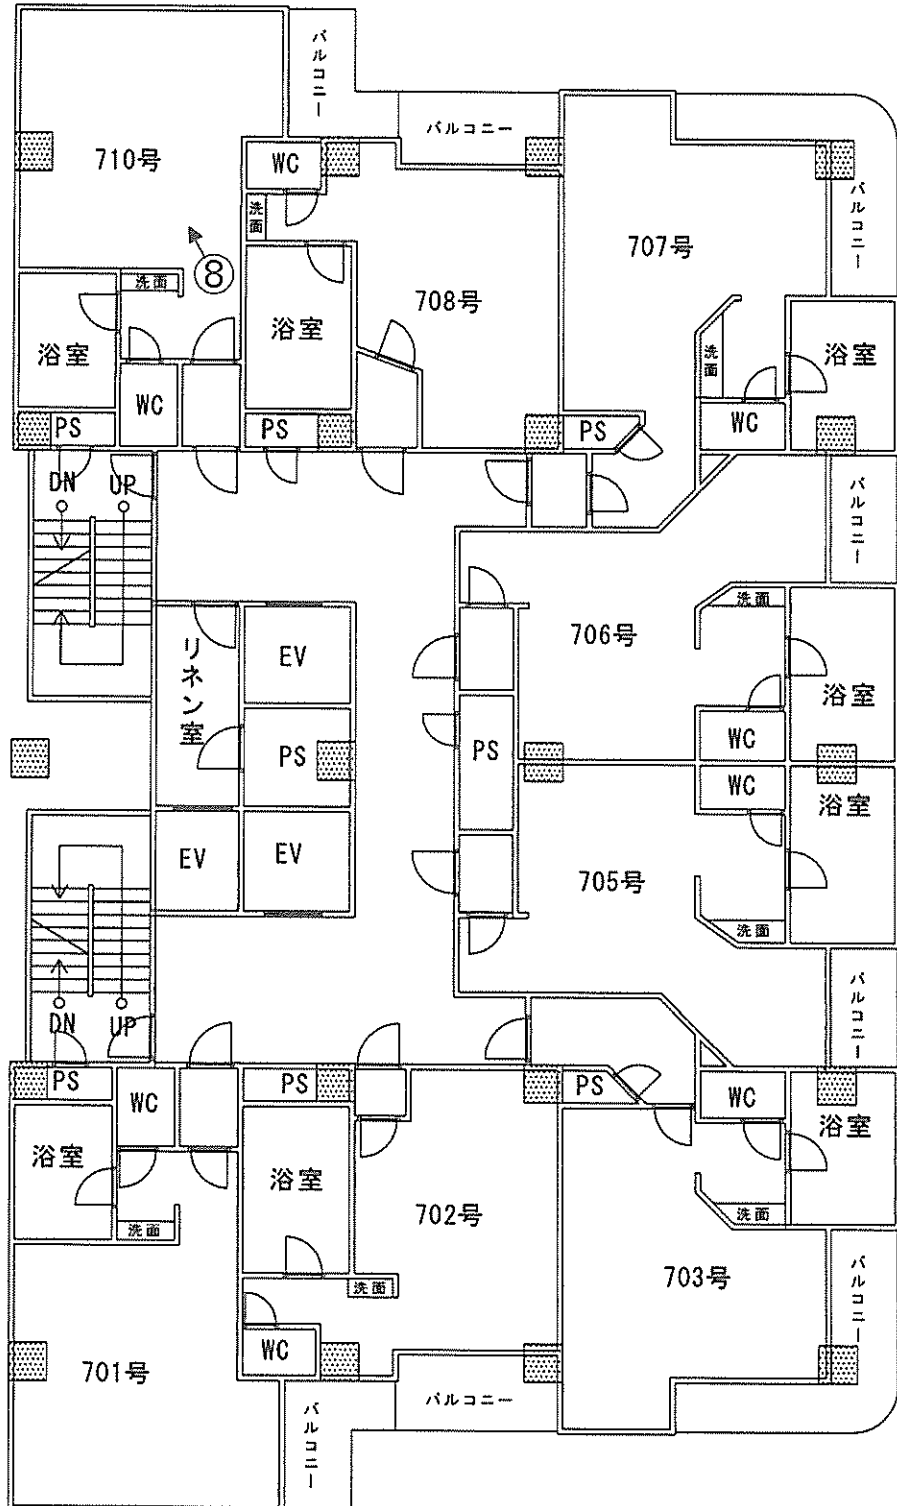 バルコニー
バルコニー
710号
WC
洗面
バルコニー
707号
⑧
洗面
708号
浴室
浴室
洗面
浴室
WC
WC
PS
PS
PS
DN
UP
バルコニー
洗面
706号
リネン室
EV
浴室
PS
PS
WC
WC
浴室
EV
EV
705号
洗面
バルコニー
DN
UP
PS
WC
PS
PS
WC
浴室
浴室
浴室
702号
洗面
洗面
703号
洗面
バルコニー
WC
701号
バルコニー
バルコニー